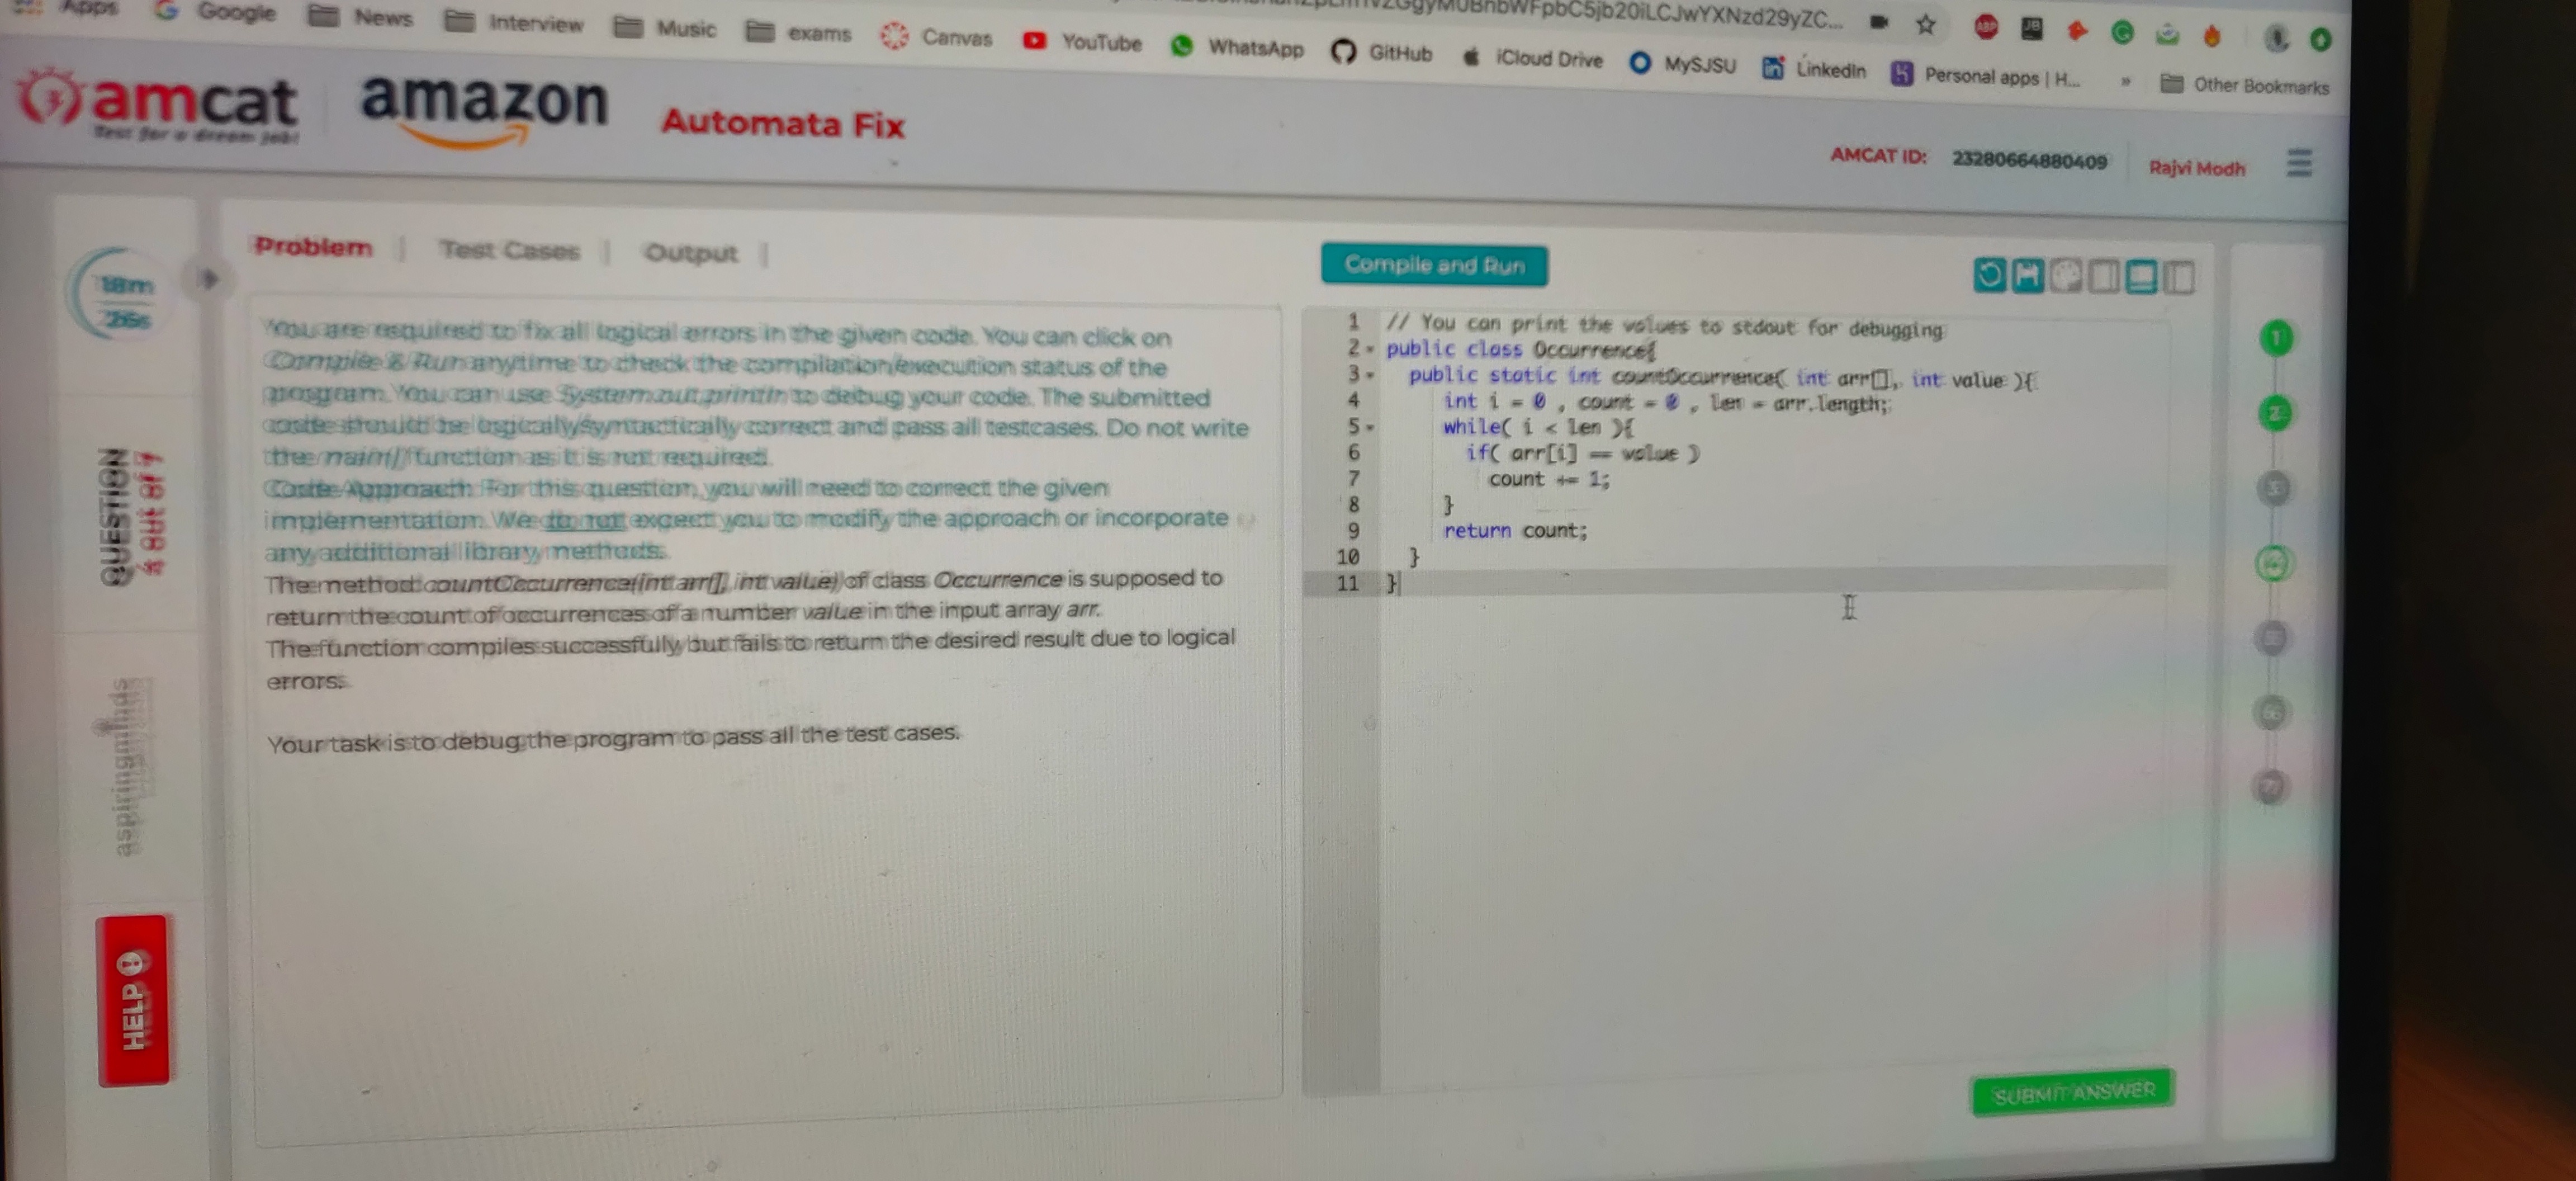 Apps Google News Interview Music exams Canvas YouTube WhatsApp GitHub iCloud Drive MySJSU LinkedIn Personal apps | H... » Other Bookmarks
amcat
Test for a dream job!
amazon
Automata Fix
AMCAT ID: 23280664880409
Rajvi Modh
18m
QUESTION
4 out of 7
aspiringminds
HELP
Problem | Test Cases | Output |
You are required to fix all logical errors in the given code. You can click on
Compile & Run anytime to check the compilation/execution status of the
program. You can use System.out.println to debug your code. The submitted
code should be logically/syntactically correct and pass all testcases. Do not write
the main() function as it is not required.
Code Approach: For this question, you will need to correct the given
implementation. We do not expect you to modify the approach or incorporate
any additional library methods.
The method countOccurrence(int arr[], int value) of class Occurrence is supposed to
return the count of occurrences of a number value in the input array arr.
The function compiles successfully but fails to return the desired result due to logical
errors.
Your task is to debug the program to pass all the test cases.
Compile and Run
1 // You can print the values to stdout for debugging
2 public class Occurrence{
3 public static int countOccurrence( int arr[], int value ){
4 int i = 0 , count = 0 , len = arr.length;
5 while( i < len ){
6 if( arr[i] == value )
7 count += 1;
8 }
9 return count;
10 }
11 }
1
2
SUBMIT ANSWER